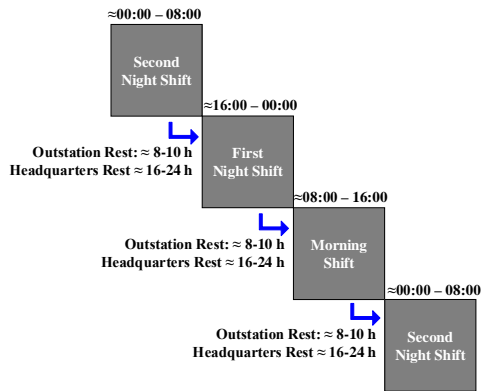 ≈00:00 – 08:00
Second
Night Shift
≈16:00 – 00:00
Outstation Rest: ≈ 8-10 h
Headquarters Rest ≈ 16-24 h
First
Night Shift
≈08:00 – 16:00
Outstation Rest: ≈ 8-10 h
Headquarters Rest ≈ 16-24 h
Morning
Shift
≈00:00 – 08:00
Outstation Rest: ≈ 8-10 h
Headquarters Rest ≈ 16-24 h
Second
Night Shift